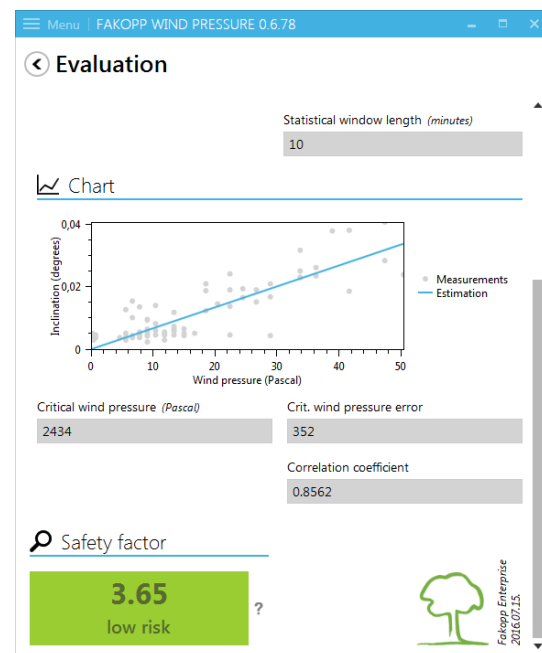 Menu | FAKOPP WIND PRESSURE 0.6.78
Evaluation
Statistical window length (minutes)
10
Chart
0,04
0,02
0
Inclination (degrees)
0 10 20 30 40 50
Wind pressure (Pascal)
Measurements
Estimation
Critical wind pressure (Pascal)
2434
Crit. wind pressure error
352
Correlation coefficient
0.8562
Safety factor
3.65
low risk
?
Fakopp Enterprise
2016.07.15.